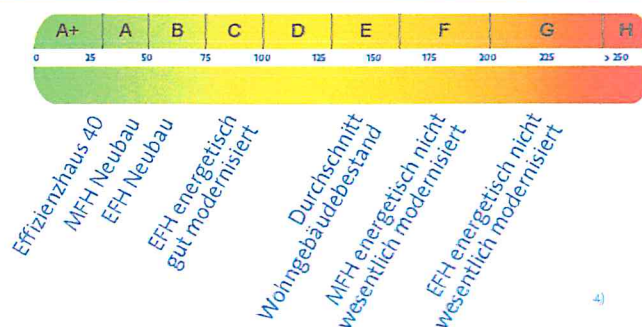 A+ A B C D E F G H
0 25 50 75 100 125 150 175 200 225 > 250
Effizienzhaus 40
MFH Neubau
EFH Neubau
EFH energetisch
gut modernisiert
Durchschnitt
Wohngebäudebestand
MFH energetisch nicht
wesentlich modernisiert
EFH energetisch nicht
wesentlich modernisiert
4)